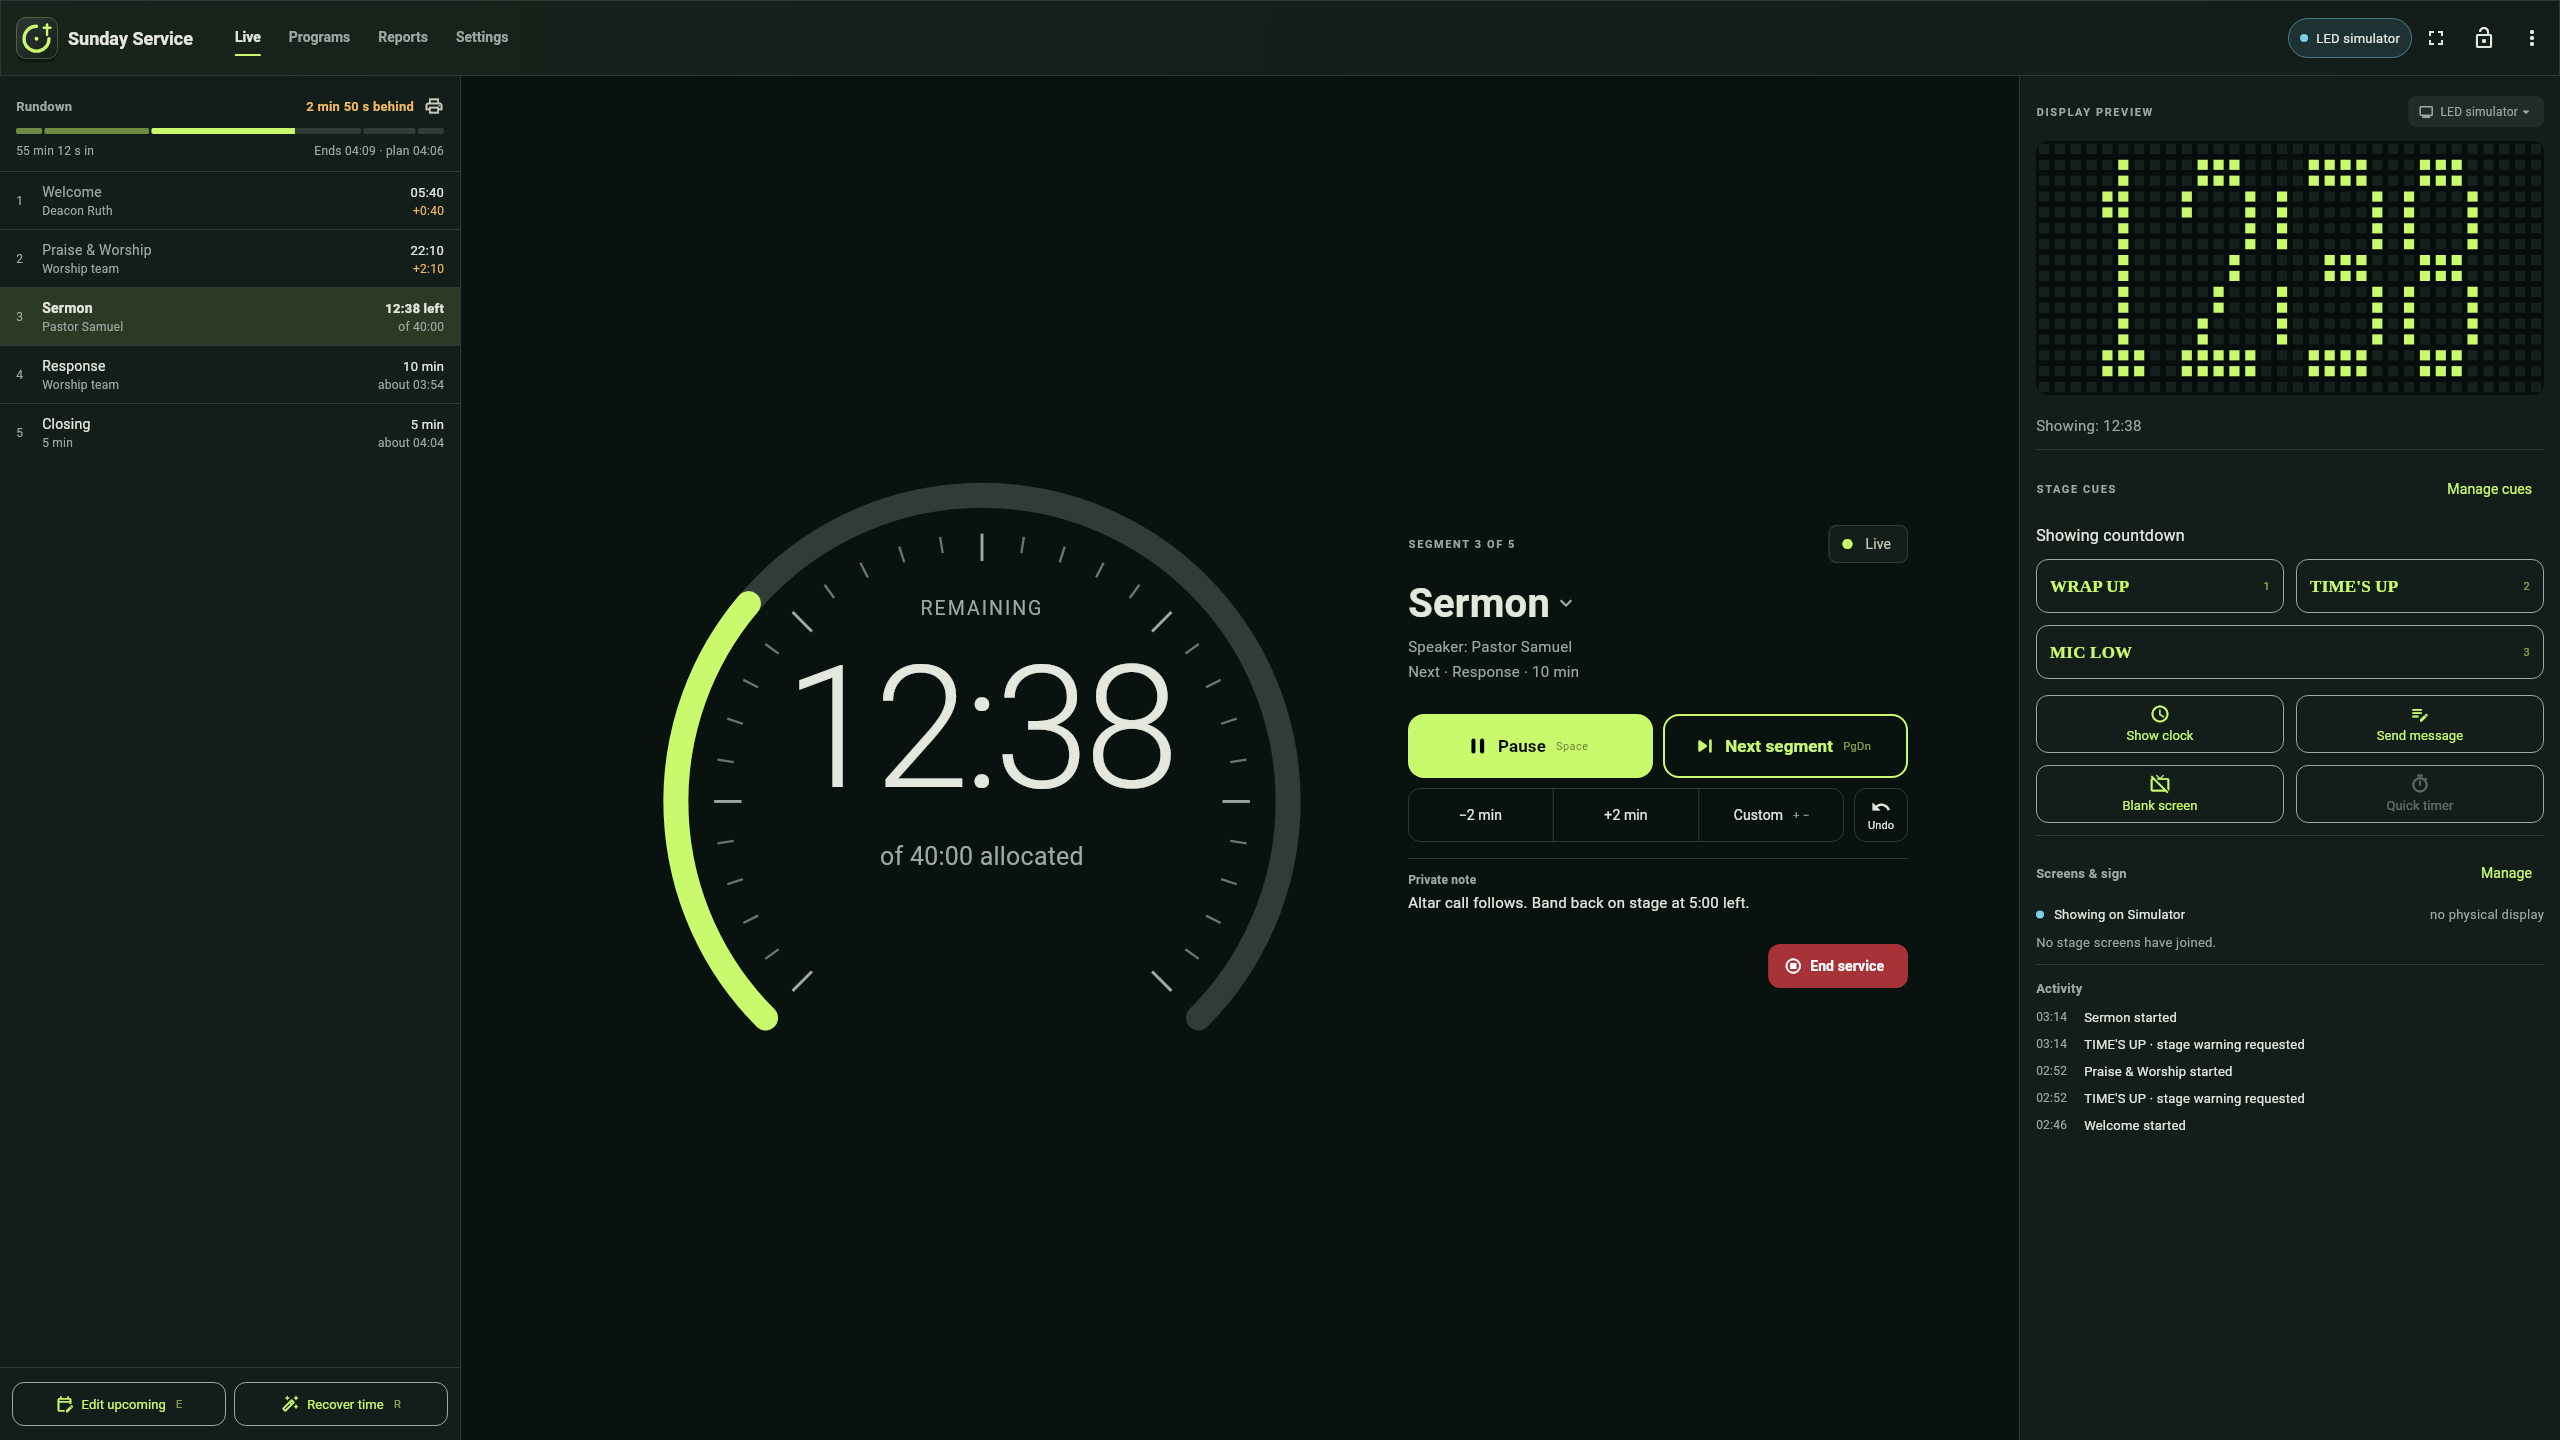 Sunday Service
Live
Programs
Reports
Settings
LED simulator
Rundown
2 min 50 s behind
55 min 12 s in
Ends 04:09 · plan 04:06
1
Welcome
05:40
Deacon Ruth
+0:40
2
Praise & Worship
22:10
Worship team
+2:10
3
Sermon
12:38 left
Pastor Samuel
of 40:00
4
Response
10 min
Worship team
about 03:54
5
Closing
5 min
5 min
about 04:04
Edit upcoming E
Recover time R
REMAINING
12:38
of 40:00 allocated
SEGMENT 3 OF 5
Live
Sermon
Speaker: Pastor Samuel
Next · Response · 10 min
Pause Space
Next segment PgDn
−2 min
+2 min
Custom + −
Undo
Private note
Altar call follows. Band back on stage at 5:00 left.
End service
DISPLAY PREVIEW
LED simulator
12:38
Showing: 12:38
STAGE CUES
Manage cues
Showing countdown
WRAP UP 1
TIME'S UP 2
MIC LOW 3
Show clock
Send message
Blank screen
Quick timer
Screens & sign
Manage
Showing on Simulator
no physical display
No stage screens have joined.
Activity
03:14 Sermon started
03:14 TIME'S UP · stage warning requested
02:52 Praise & Worship started
02:52 TIME'S UP · stage warning requested
02:46 Welcome started